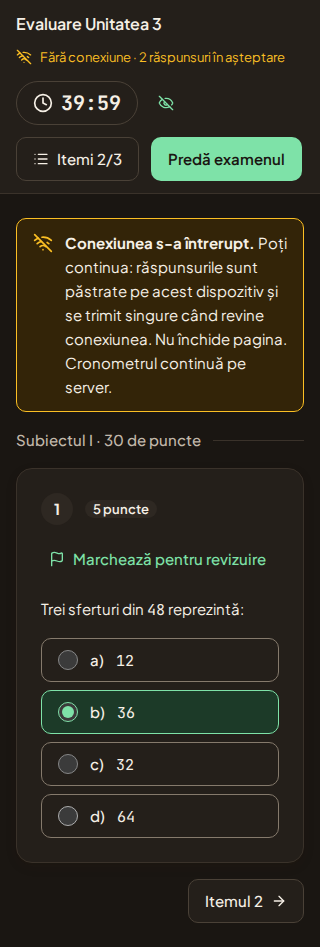 Evaluare Unitatea 3
Fără conexiune · 2 răspunsuri în așteptare
39:59
Itemi 2/3
Predă examenul
Conexiunea s-a întrerupt. Poți
continua: răspunsurile sunt
păstrate pe acest dispozitiv și
se trimit singure când revine
conexiunea. Nu închide pagina.
Cronometrul continuă pe
server.
Subiectul I · 30 de puncte
1
5 puncte
Marchează pentru revizuire
Trei sferturi din 48 reprezintă:
a) 12
b) 36
c) 32
d) 64
Itemul 2